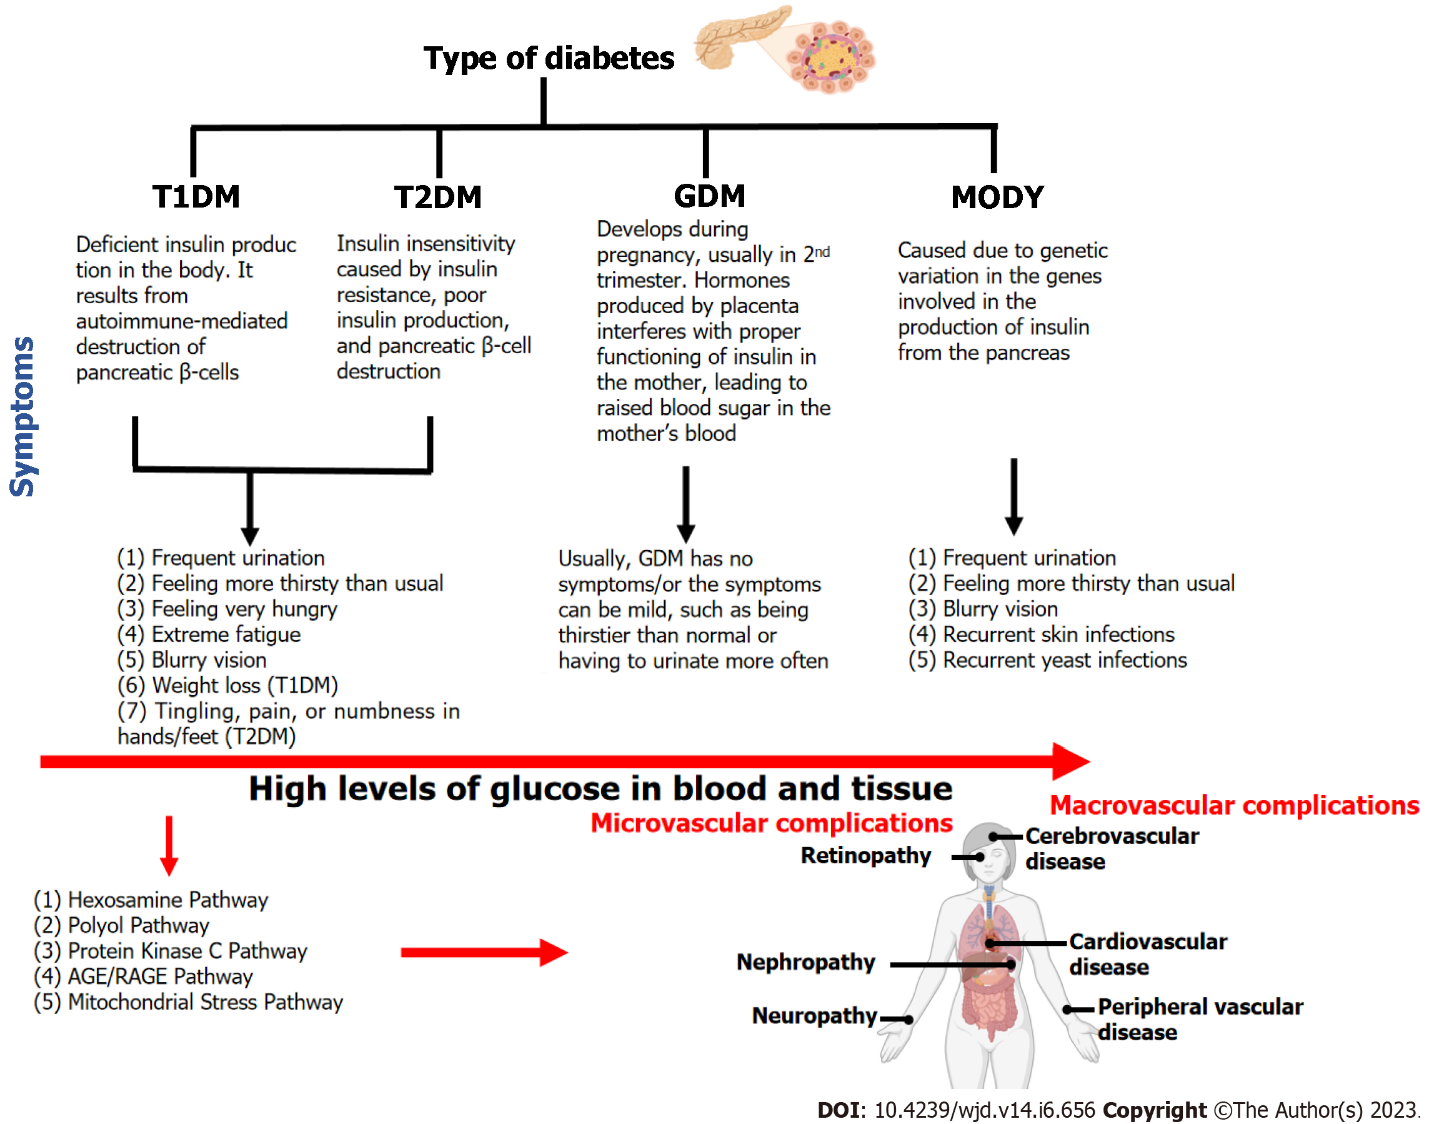 Type of diabetes
T1DM
T2DM
GDM
MODY
Deficient insulin produc
tion in the body. It
results from
autoimmune-mediated
destruction of
pancreatic β-cells
Insulin insensitivity
caused by insulin
resistance, poor
insulin production,
and pancreatic β-cell
destruction
Develops during
pregnancy, usually in 2nd
trimester. Hormones
produced by placenta
interferes with proper
functioning of insulin in
the mother, leading to
raised blood sugar in the
mother’s blood
Caused due to genetic
variation in the genes
involved in the
production of insulin
from the pancreas
Symptoms
(1) Frequent urination
(2) Feeling more thirsty than usual
(3) Feeling very hungry
(4) Extreme fatigue
(5) Blurry vision
(6) Weight loss (T1DM)
(7) Tingling, pain, or numbness in
hands/feet (T2DM)
Usually, GDM has no
symptoms/or the symptoms
can be mild, such as being
thirstier than normal or
having to urinate more often
(1) Frequent urination
(2) Feeling more thirsty than usual
(3) Blurry vision
(4) Recurrent skin infections
(5) Recurrent yeast infections
High levels of glucose in blood and tissue
Microvascular complications
Macrovascular complications
Retinopathy
Cerebrovascular
disease
(1) Hexosamine Pathway
(2) Polyol Pathway
(3) Protein Kinase C Pathway
(4) AGE/RAGE Pathway
(5) Mitochondrial Stress Pathway
Nephropathy
Neuropathy
Cardiovascular
disease
Peripheral vascular
disease
DOI: 10.4239/wjd.v14.i6.656 Copyright ©The Author(s) 2023.